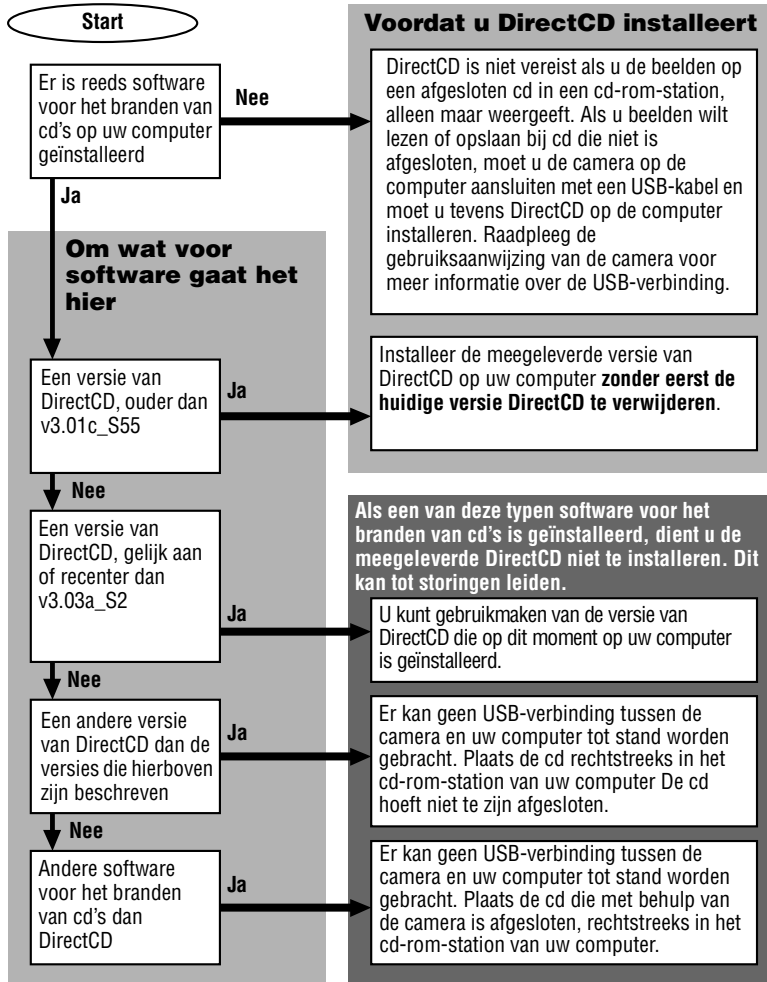 Start
Voordat u DirectCD installeert
Er is reeds software
voor het branden van
cd's op uw computer
geïnstalleerd
Nee
DirectCD is niet vereist als u de beelden op
een afgesloten cd in een cd-rom-station,
alleen maar weergeeft. Als u beelden wilt
lezen of opslaan bij cd die niet is
afgesloten, moet u de camera op de
computer aansluiten met een USB-kabel en
moet u tevens DirectCD op de computer
installeren. Raadpleeg de
gebruiksaanwijzing van de camera voor
meer informatie over de USB-verbinding.
Ja
Om wat voor
software gaat het
hier
Een versie van
DirectCD, ouder dan
v3.01c_S55
Ja
Installeer de meegeleverde versie van
DirectCD op uw computer zonder eerst de
huidige versie DirectCD te verwijderen.
Nee
Als een van deze typen software voor het
branden van cd's is geïnstalleerd, dient u de
meegeleverde DirectCD niet te installeren. Dit
kan tot storingen leiden.
Een versie van
DirectCD, gelijk aan
of recenter dan
v3.03a_S2
Ja
U kunt gebruikmaken van de versie van
DirectCD die op dit moment op uw computer
is geïnstalleerd.
Nee
Een andere versie
van DirectCD dan de
versies die hierboven
zijn beschreven
Ja
Er kan geen USB-verbinding tussen de
camera en uw computer tot stand worden
gebracht. Plaats de cd rechtstreeks in het
cd-rom-station van uw computer De cd
hoeft niet te zijn afgesloten.
Nee
Andere software
voor het branden
van cd's dan
DirectCD
Ja
Er kan geen USB-verbinding tussen de
camera en uw computer tot stand worden
gebracht. Plaats de cd die met behulp van
de camera is afgesloten, rechtstreeks in het
cd-rom-station van uw computer.